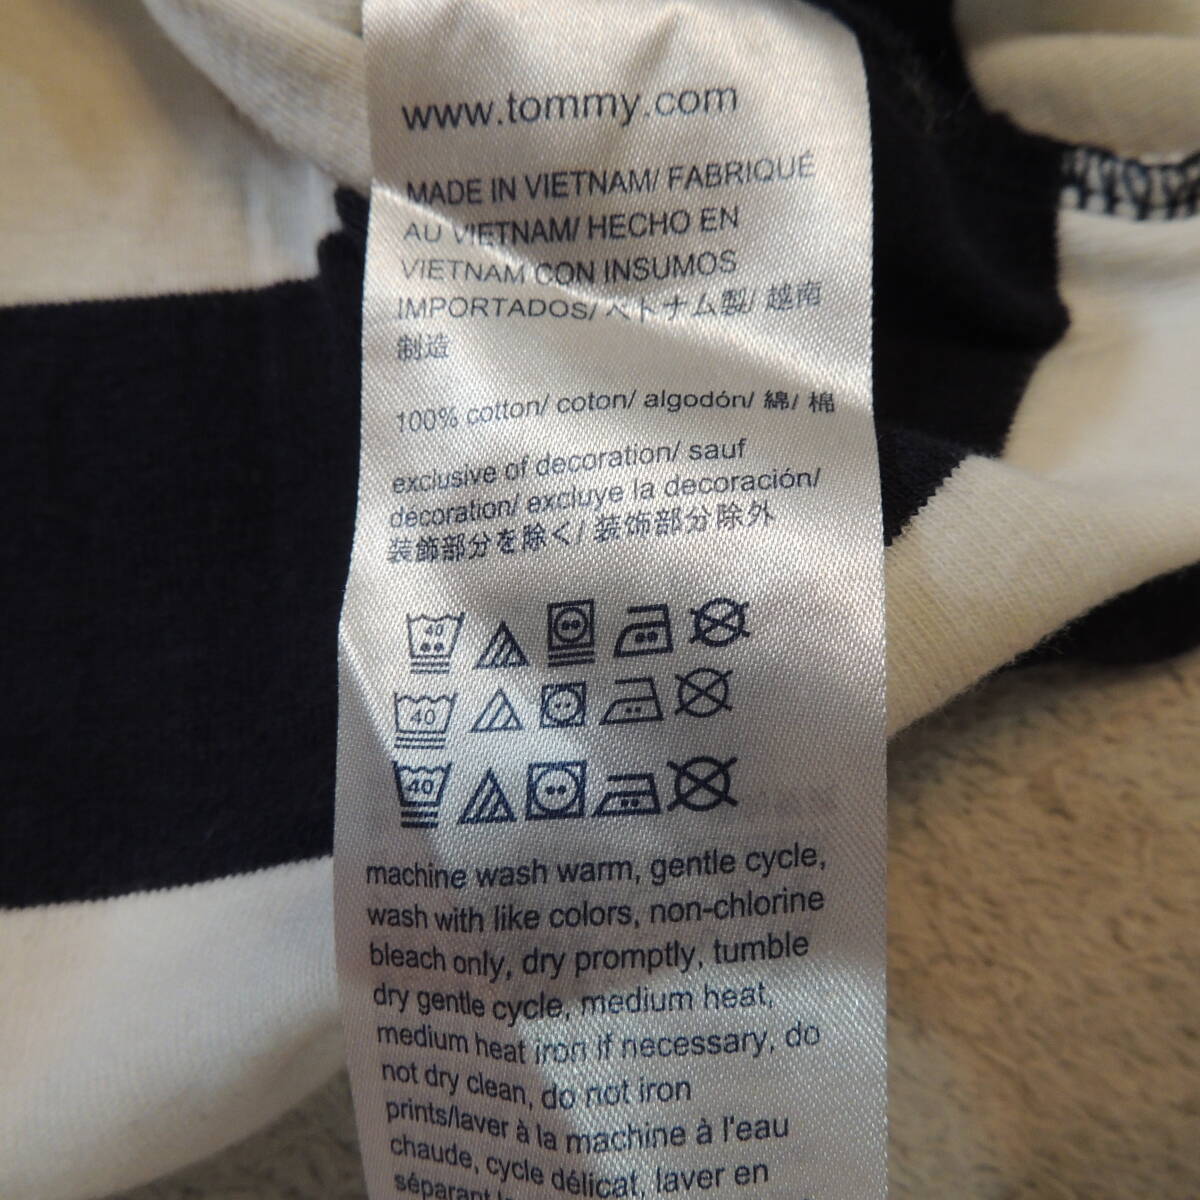 www.tommy.com
MADE IN VIETNAM/ FABRIQUÉ
AU VIETNAM/ HECHO EN
VIETNAM CON INSUMOS
IMPORTADOS/ ベトナム製/ 越南
制造
100% cotton/ coton/ algodón/ 綿/ 棉
exclusive of decoration/ sauf
decoration/ excluye la decoración/
装飾部分を除く/ 装饰部分除外
40
40
40
machine wash warm, gentle cycle,
wash with like colors, non-chlorine
bleach only, dry promptly, tumble
dry gentle cycle, medium heat,
medium heat iron if necessary, do
not dry clean, do not iron
prints/laver à la machine à l'eau
chaude, cycle délicat, laver en
séparant